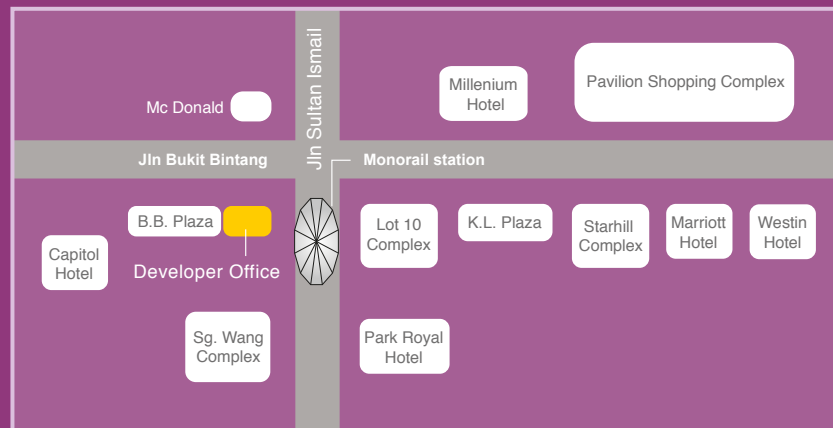 Jln Sultan Ismail
Millenium
Hotel
Pavilion Shopping Complex
Mc Donald
Jln Bukit Bintang
Monorail station
B.B. Plaza
Developer Office
Capitol
Hotel
Sg. Wang
Complex
Lot 10
Complex
K.L. Plaza
Starhill
Complex
Marriott
Hotel
Westin
Hotel
Park Royal
Hotel